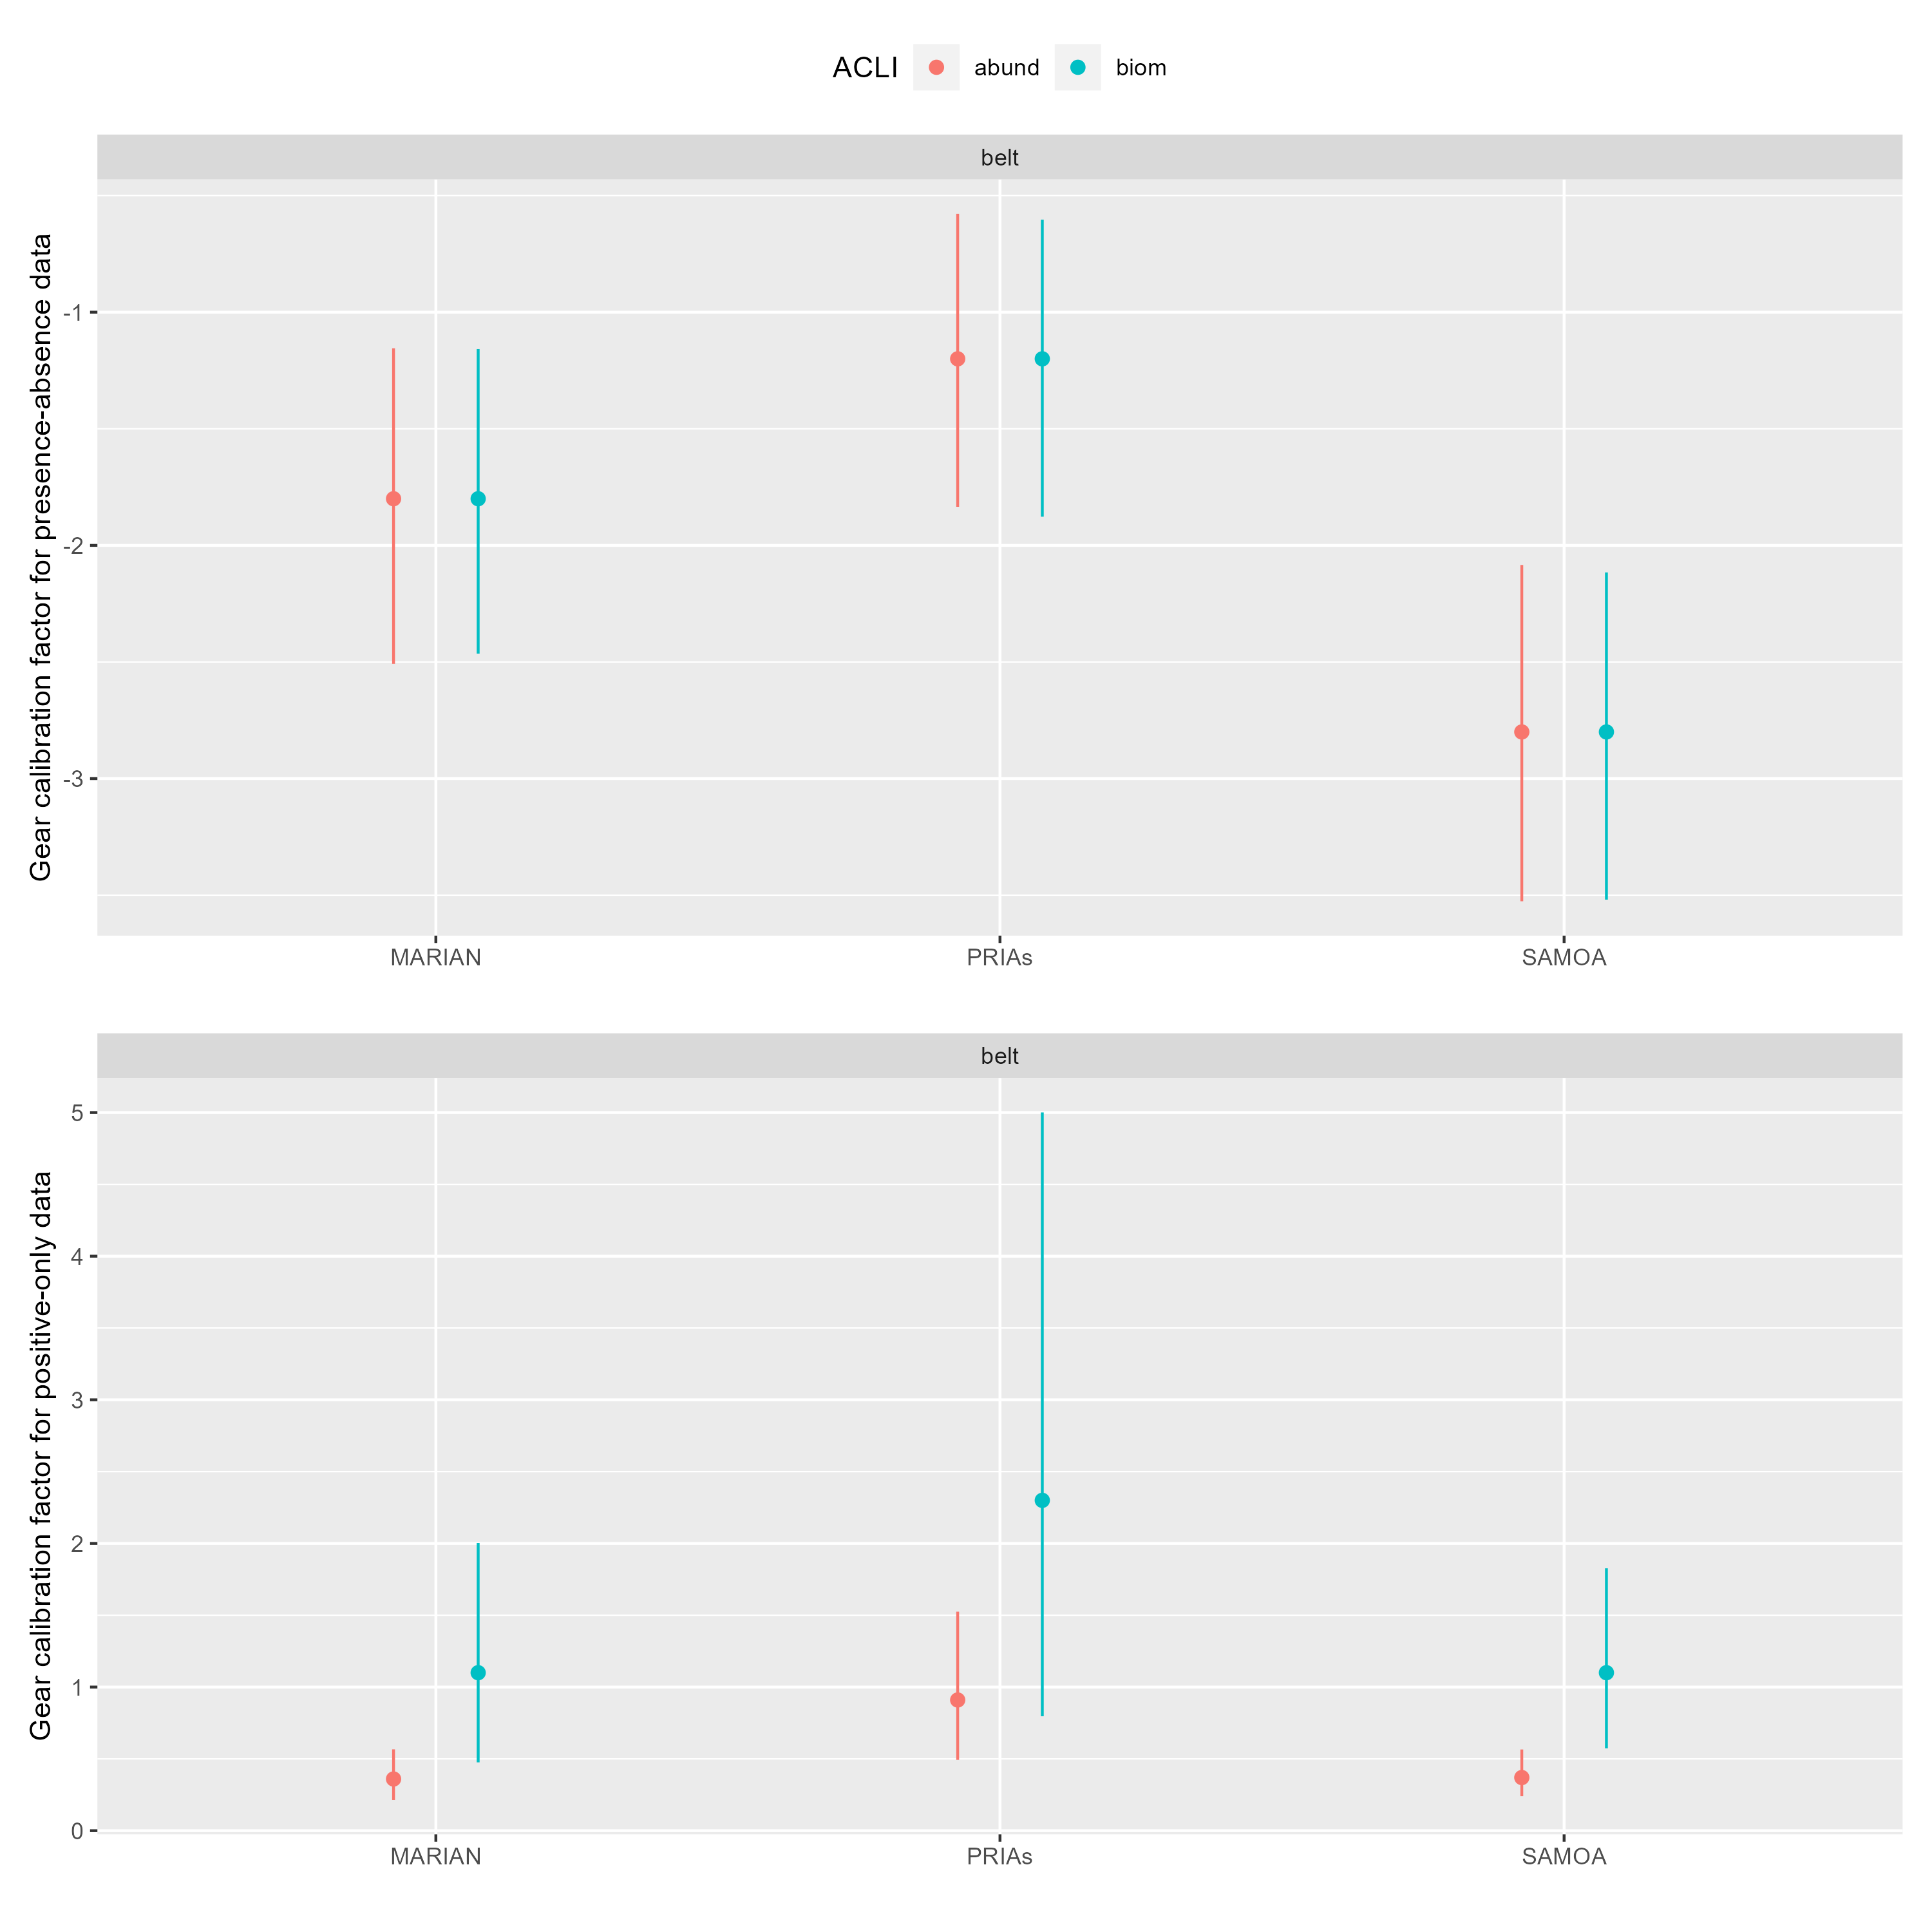 ACLI abund biom
belt
Gear calibration factor for presence-absence data
-1
-2
-3
MARIAN PRIAs SAMOA
belt
Gear calibration factor for positive-only data
5
4
3
2
1
0
MARIAN PRIAs SAMOA